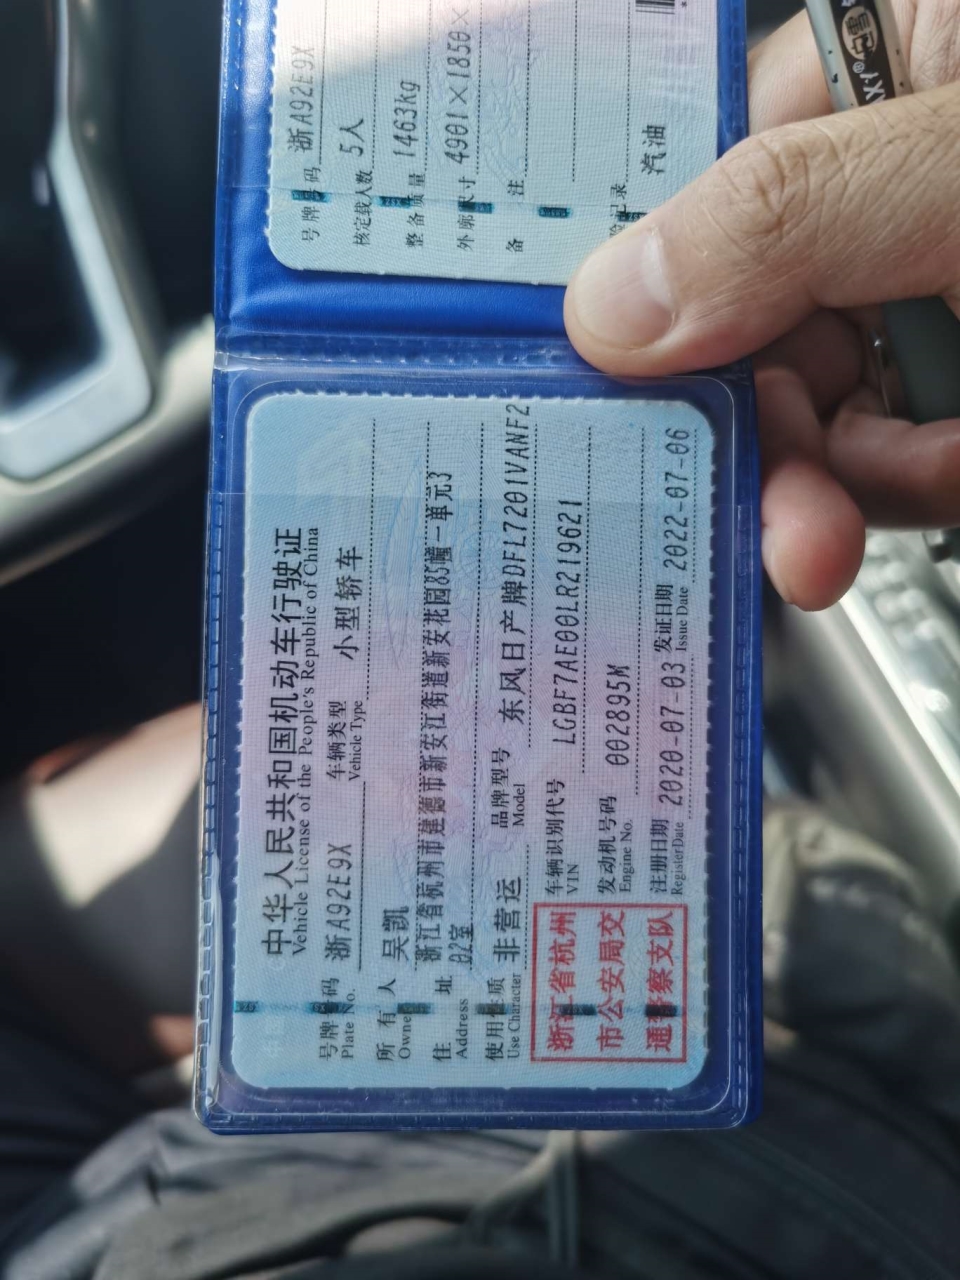 中华人民共和国机动车行驶证
Vehicle License of the People's Republic of China
号牌号码 浙A92E9X 车辆类型 小型轿车
Plate No. Vehicle Type
所有人 吴凯
Owner
住址 浙江省杭州市建德市新安江街道新安花园85幢一单元3
Address 02室
使用性质 非营运 品牌型号 东风日产牌DFL7201VANF2
Use Character Model
浙江省杭州
市公安局交
通警察支队
车辆识别代号 LGBF7AE00LR219621
VIN
发动机号码 002895M
Engine No.
注册日期 2020-07-03 发证日期 2022-07-06
Register Date Issue Date
号牌号码 浙A92E9X
核定载人数 5人
整备质量 1463kg
外廓尺寸 4901×1850×
备注
检验记录 汽油